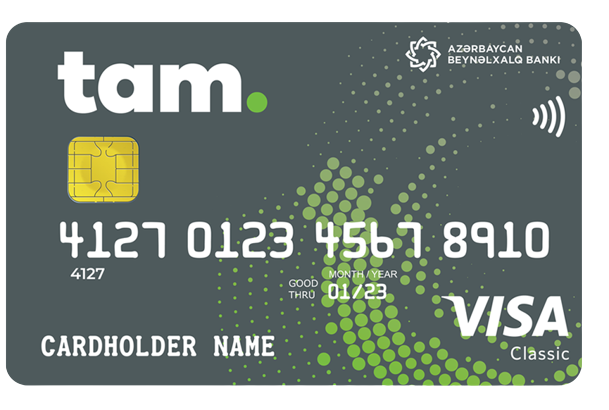 tam.
AZƏRBAYCAN
BEYNƏLXALQ BANKI
4127 0123 4567 8910
4127
MONTH / YEAR
GOOD
THRU
01/23
VISA
Classic
CARDHOLDER NAME